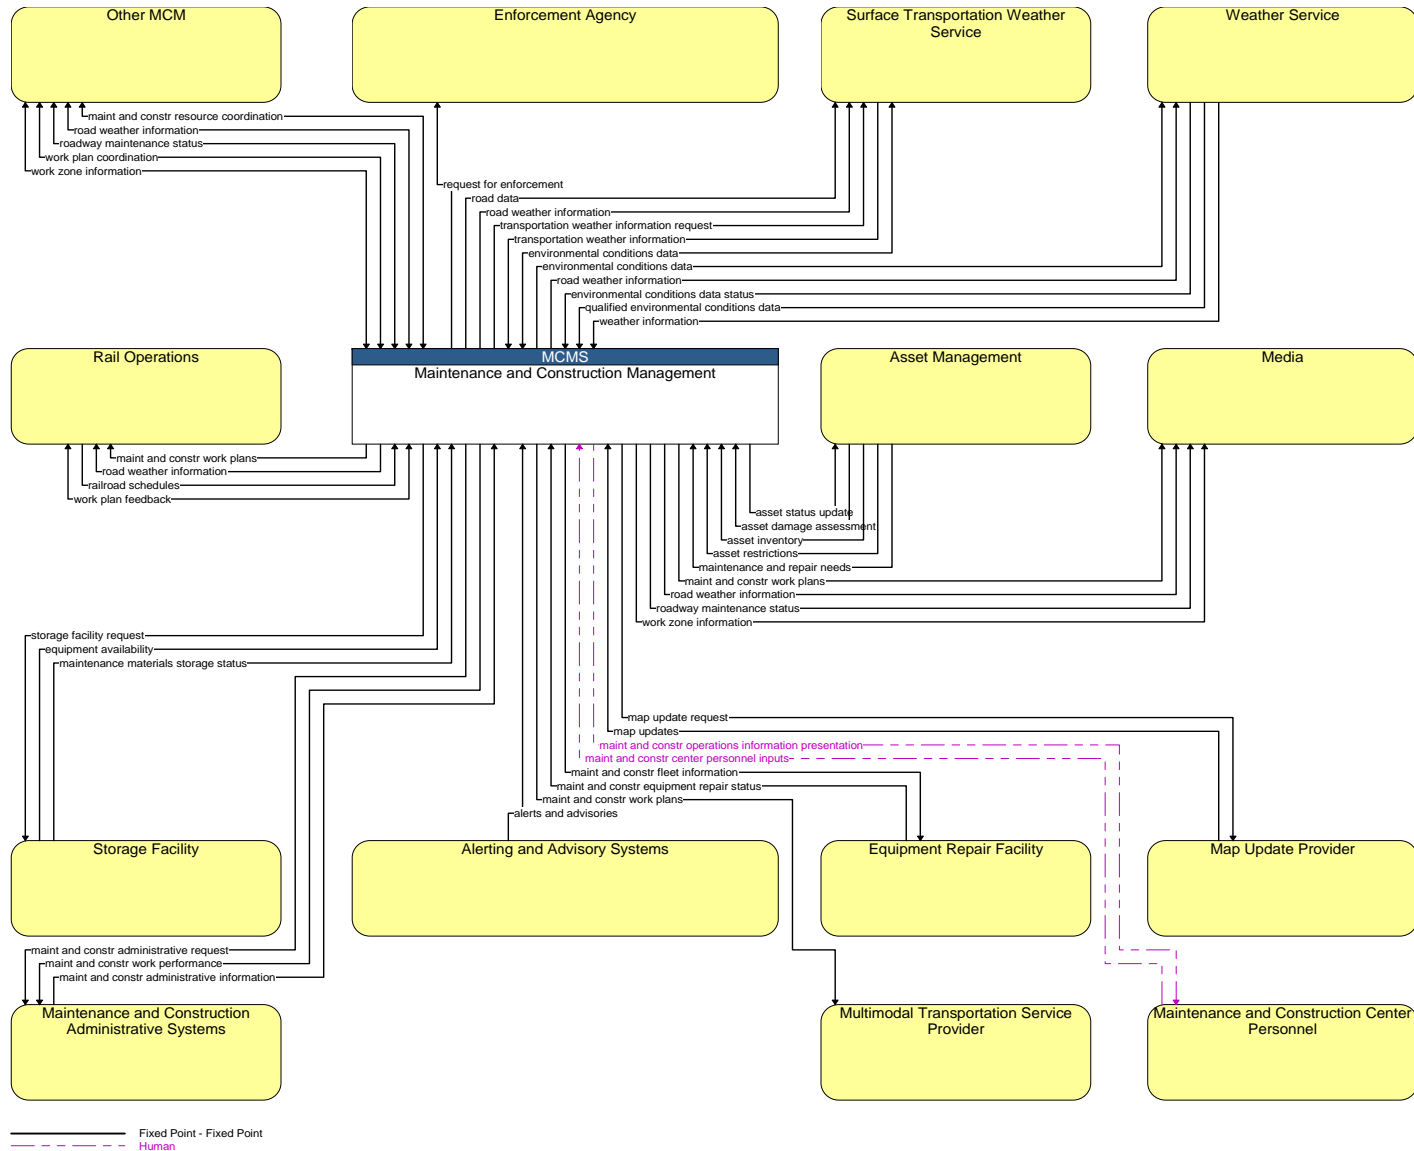 Other MCM
Enforcement Agency
Surface Transportation Weather
Service
Weather Service
maint and constr resource coordination
road weather information
roadway maintenance status
work plan coordination
work zone information
request for enforcement
road data
road weather information
transportation weather information request
transportation weather information
environmental conditions data
environmental conditions data
road weather information
environmental conditions data status
qualified environmental conditions data
weather information
Rail Operations
MCMS
Maintenance and Construction Management
Asset Management
Media
maint and constr work plans
road weather information
railroad schedules
work plan feedback
asset status update
asset damage assessment
asset inventory
asset restrictions
maintenance and repair needs
maint and constr work plans
road weather information
roadway maintenance status
work zone information
storage facility request
equipment availability
maintenance materials storage status
map update request
map updates
maint and constr operations information presentation
maint and constr center personnel inputs
maint and constr fleet information
maint and constr equipment repair status
maint and constr work plans
alerts and advisories
Storage Facility
Alerting and Advisory Systems
Equipment Repair Facility
Map Update Provider
maint and constr administrative request
maint and constr work performance
maint and constr administrative information
Maintenance and Construction
Administrative Systems
Multimodal Transportation Service
Provider
Maintenance and Construction Center
Personnel
Fixed Point - Fixed Point
Human